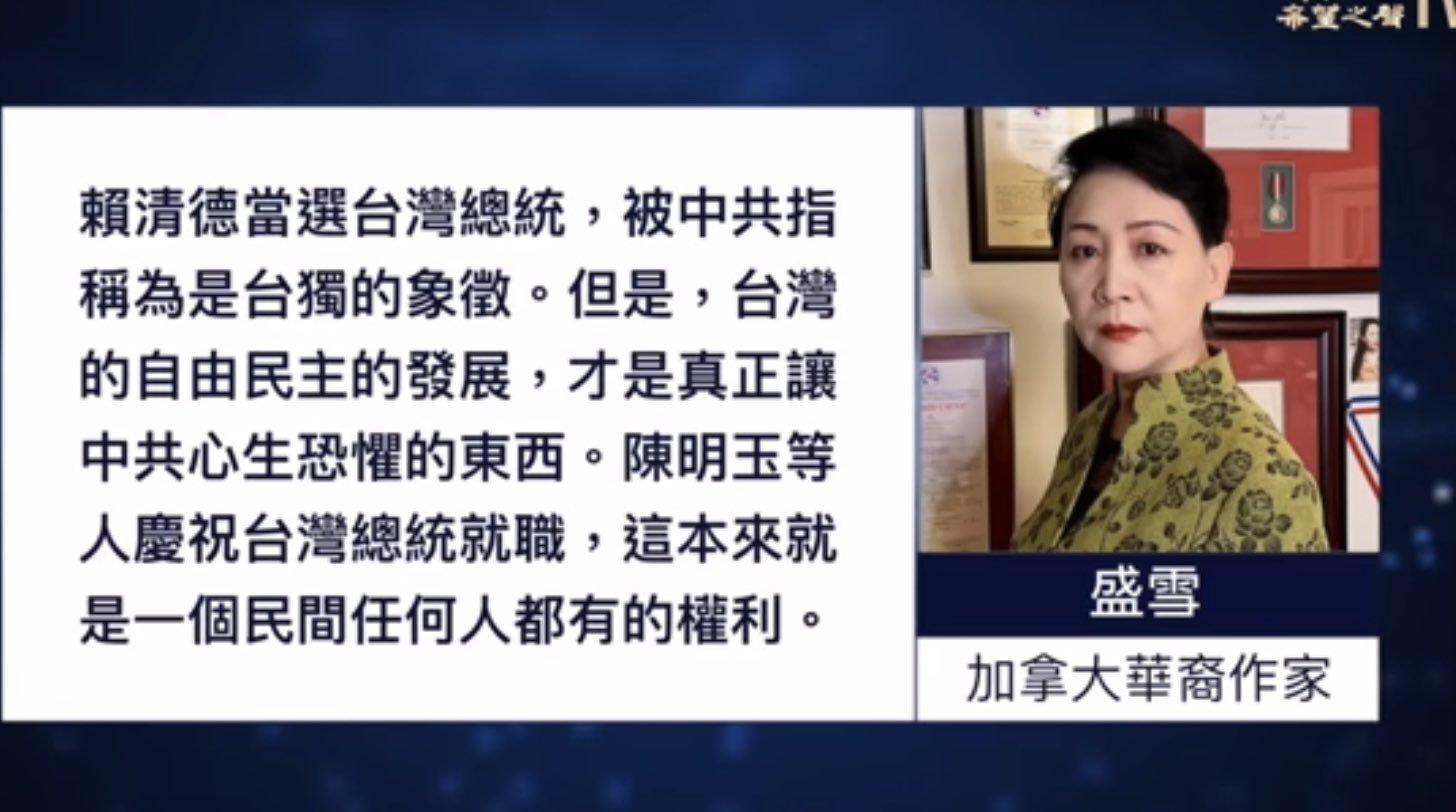 希望之聲TV
賴清德當選台灣總統，被中共指
稱為是台獨的象徵。但是，台灣
的自由民主的發展，才是真正讓
中共心生恐懼的東西。陳明玉等
人慶祝台灣總統就職，這本來就
是一個民間任何人都有的權利。
盛雪
加拿大華裔作家